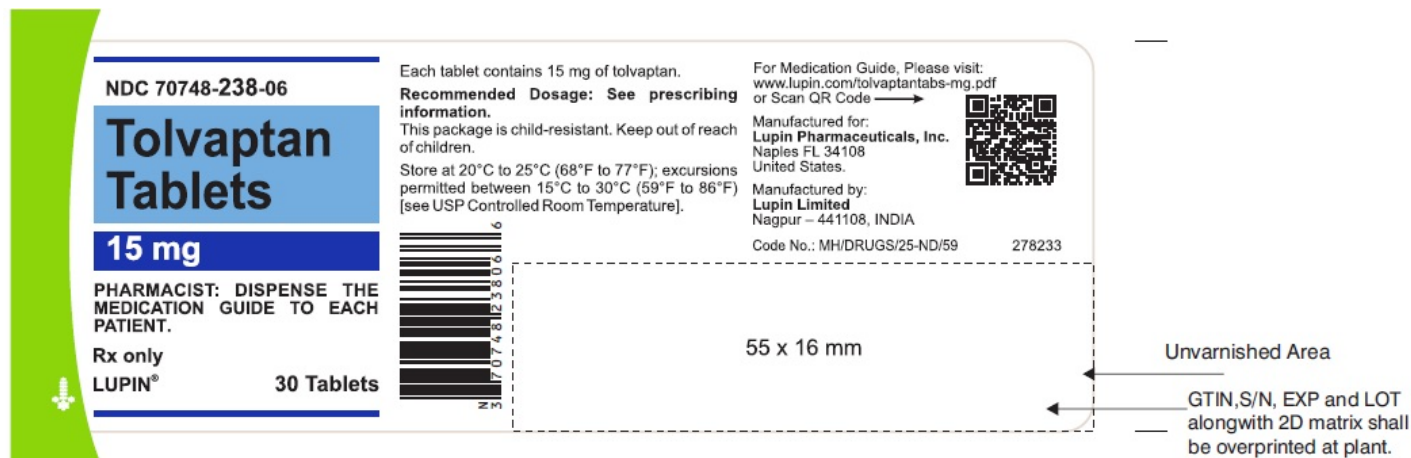 NDC 70748-238-06
Tolvaptan
Tablets
15 mg
PHARMACIST: DISPENSE THE
MEDICATION GUIDE TO EACH
PATIENT.
Rx only
LUPIN®
30 Tablets
Each tablet contains 15 mg of tolvaptan.
Recommended Dosage: See prescribing
information.
This package is child-resistant. Keep out of reach
of children.
Store at 20°C to 25°C (68°F to 77°F); excursions
permitted between 15°C to 30°C (59°F to 86°F)
[see USP Controlled Room Temperature].
N
3 70748 23806 6
For Medication Guide, Please visit:
www.lupin.com/tolvaptantabs-mg.pdf
or Scan QR Code
Manufactured for:
Lupin Pharmaceuticals, Inc.
Naples FL 34108
United States.
Manufactured by:
Lupin Limited
Nagpur – 441108, INDIA
Code No.: MH/DRUGS/25-ND/59
278233
55 x 16 mm
Unvarnished Area
GTIN,S/N, EXP and LOT
alongwith 2D matrix shall
be overprinted at plant.